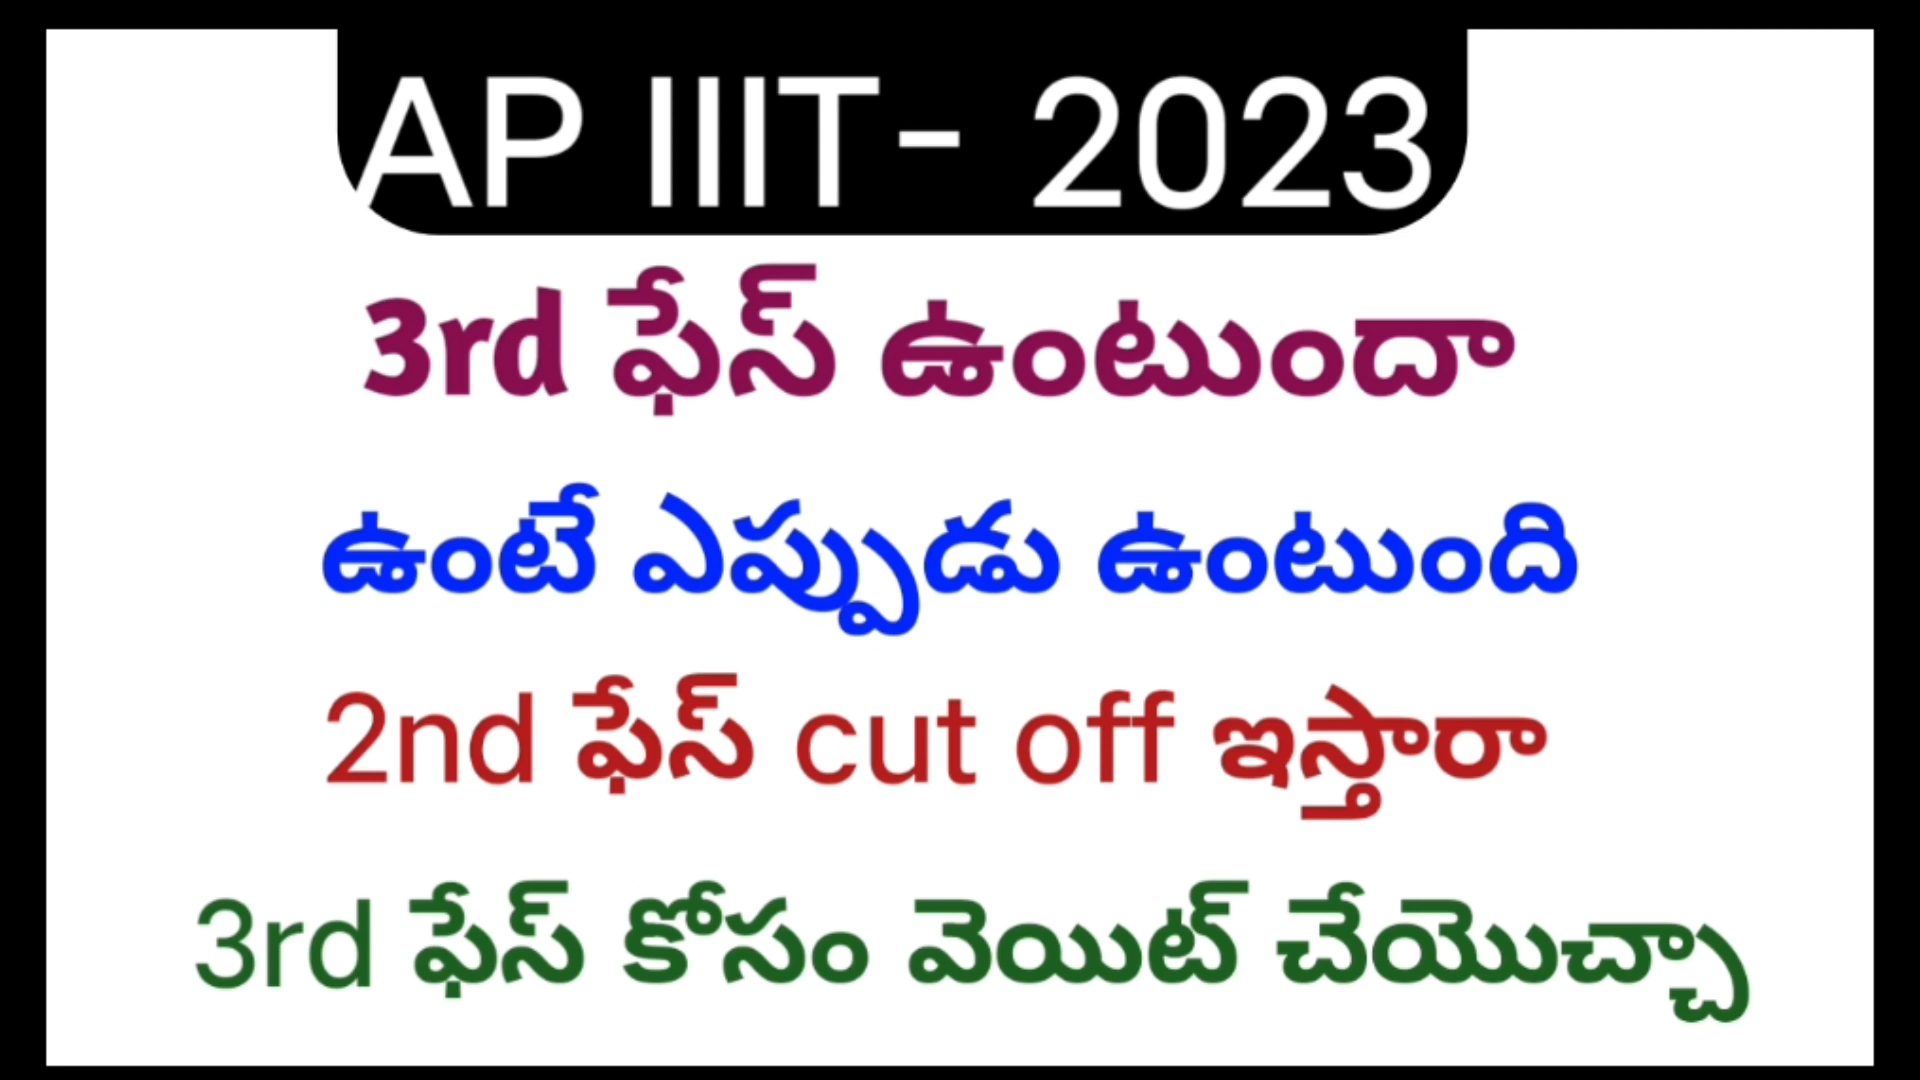 AP IIIT- 2023
3rd ఫేస్ ఉంటుందా
ఉంటే ఎప్పుడు ఉంటుంది
2nd ఫేస్ cut off ఇస్తారా
3rd ఫేస్ కోసం వెయిట్ చేయొచ్చా